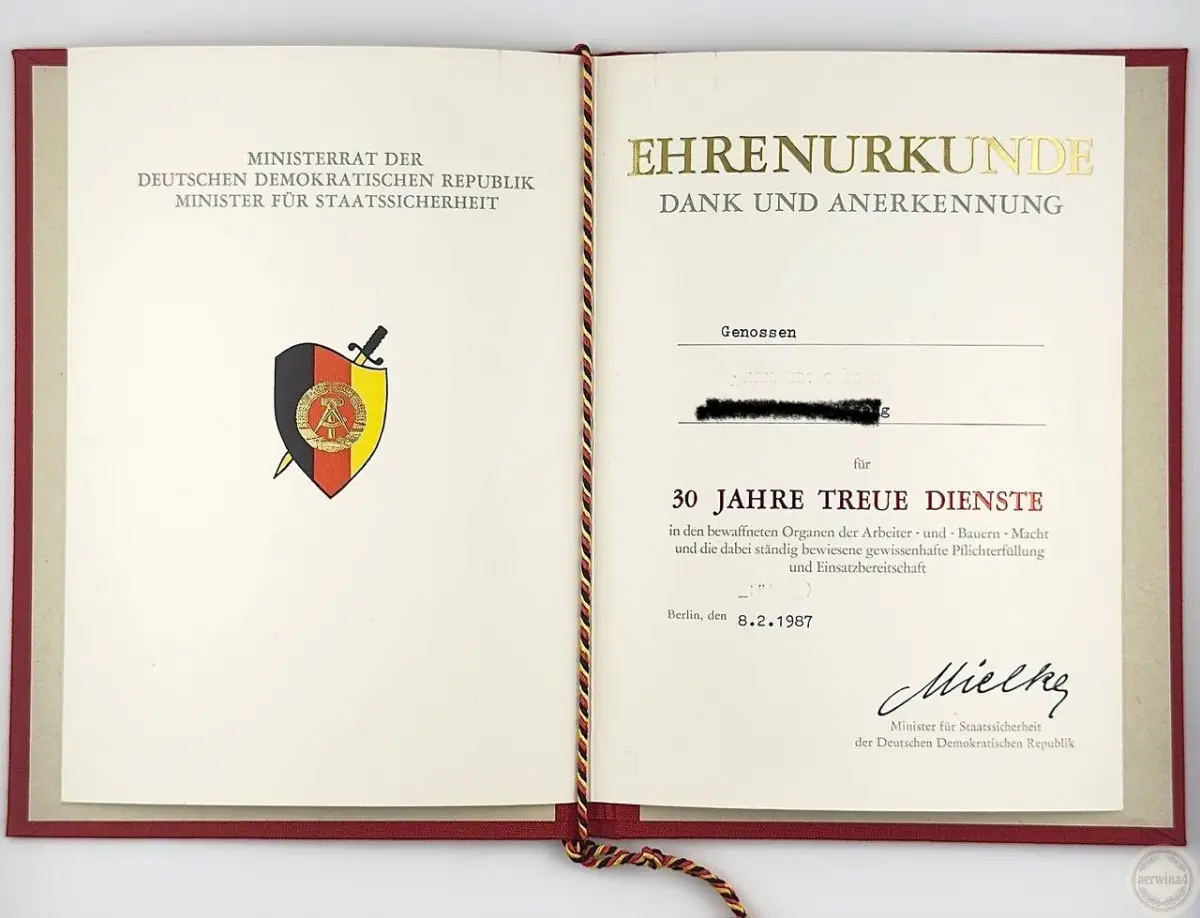 MINISTERRAT DER
DEUTSCHEN DEMOKRATISCHEN REPUBLIK
MINISTER FÜR STAATSSICHERHEIT
EHRENURKUNDE
DANK UND ANERKENNUNG
Genossen
für
30 JAHRE TREUE DIENSTE
in den bewaffneten Organen der Arbeiter - und - Bauern - Macht
und die dabei ständig bewiesene gewissenhafte Pflichterfüllung
und Einsatzbereitschaft
Berlin, den 8.2.1987
Mielke
Minister für Staatssicherheit
der Deutschen Demokratischen Republik
aerwina4